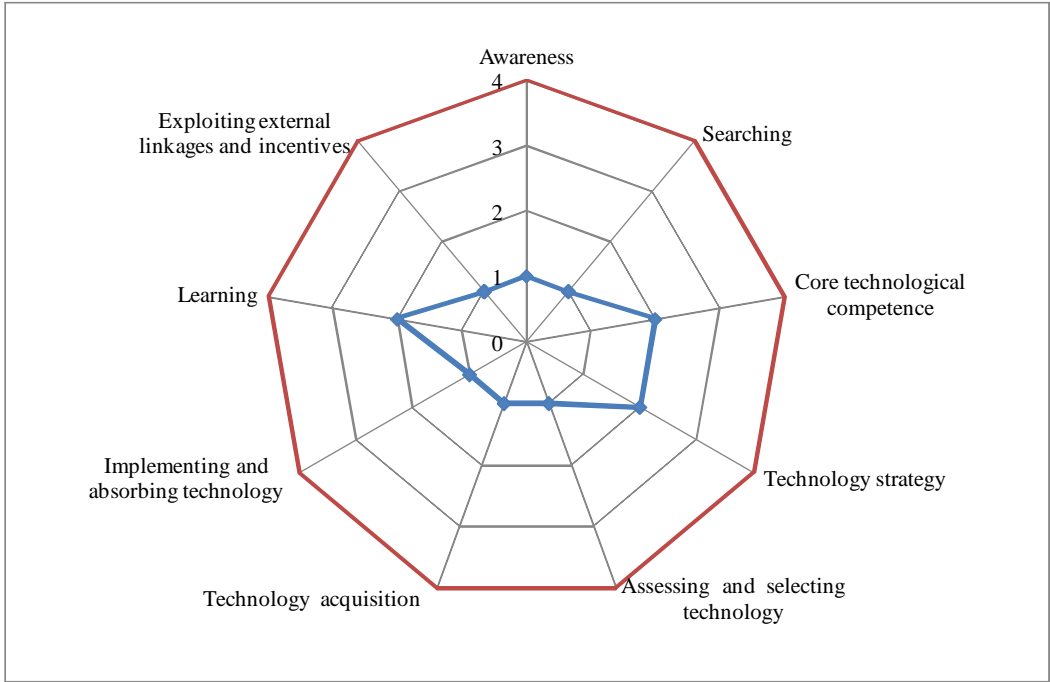 Awareness
4
3
2
1
0
Searching
Core technological
competence
Technology strategy
Assessing and selecting
technology
Technology acquisition
Implementing and
absorbing technology
Learning
Exploiting external
linkages and incentives